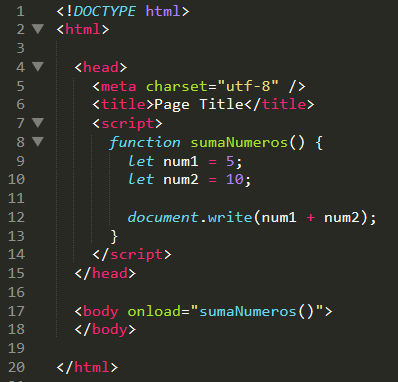 1 <!DOCTYPE html>
2 <html>
3
4 <head>
5 <meta charset="utf-8" />
6 <title>Page Title</title>
7 <script>
8 function sumaNumeros() {
9 let num1 = 5;
10 let num2 = 10;
11
12 document.write(num1 + num2);
13 }
14 </script>
15 </head>
16
17 <body onload="sumaNumeros()">
18 </body>
19
20 </html>